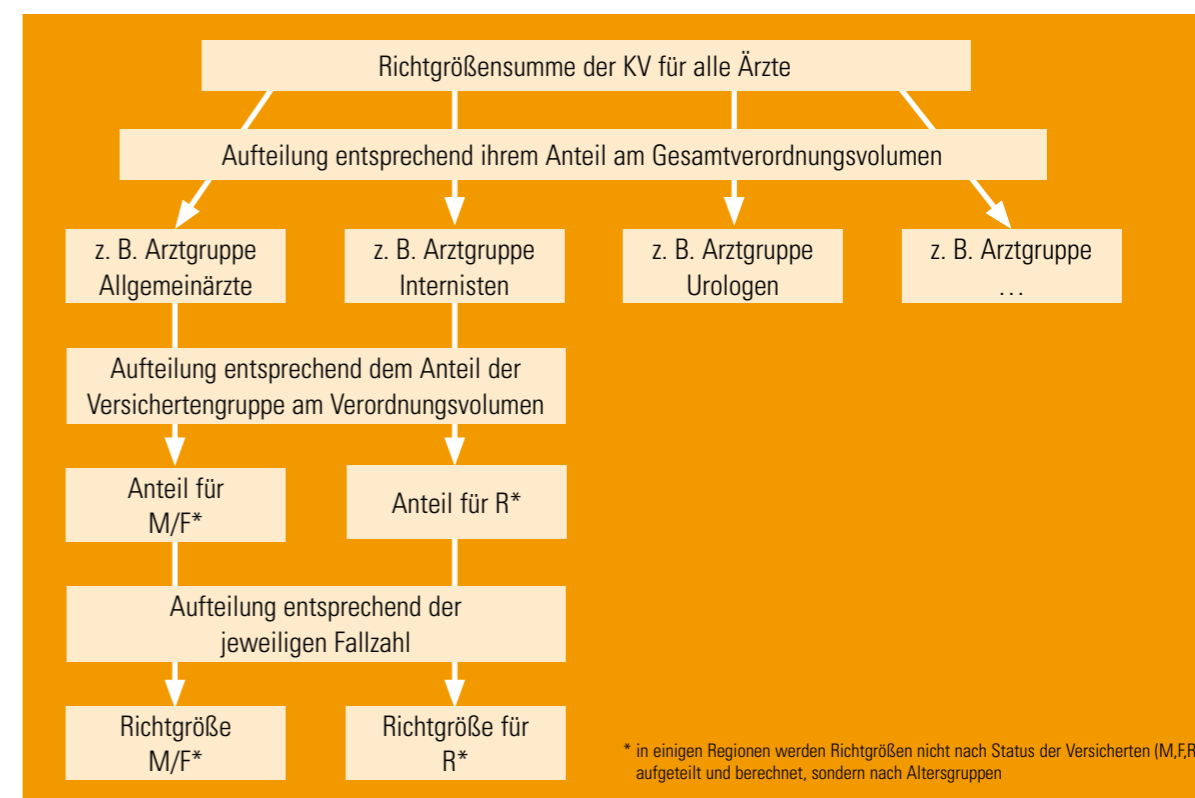 Richtgrößensumme der KV für alle Ärzte
Aufteilung entsprechend ihrem Anteil am Gesamtverordnungsvolumen
z. B. Arztgruppe
Allgemeinärzte
z. B. Arztgruppe
Internisten
z. B. Arztgruppe
Urologen
z. B. Arztgruppe
…
Aufteilung entsprechend dem Anteil der
Versichertengruppe am Verordnungsvolumen
Anteil für
M/F*
Anteil für R*
Aufteilung entsprechend der
jeweiligen Fallzahl
Richtgröße
M/F*
Richtgröße für
R*
* in einigen Regionen werden Richtgrößen nicht nach Status der Versicherten (M,F,R
aufgeteilt und berechnet, sondern nach Altersgruppen